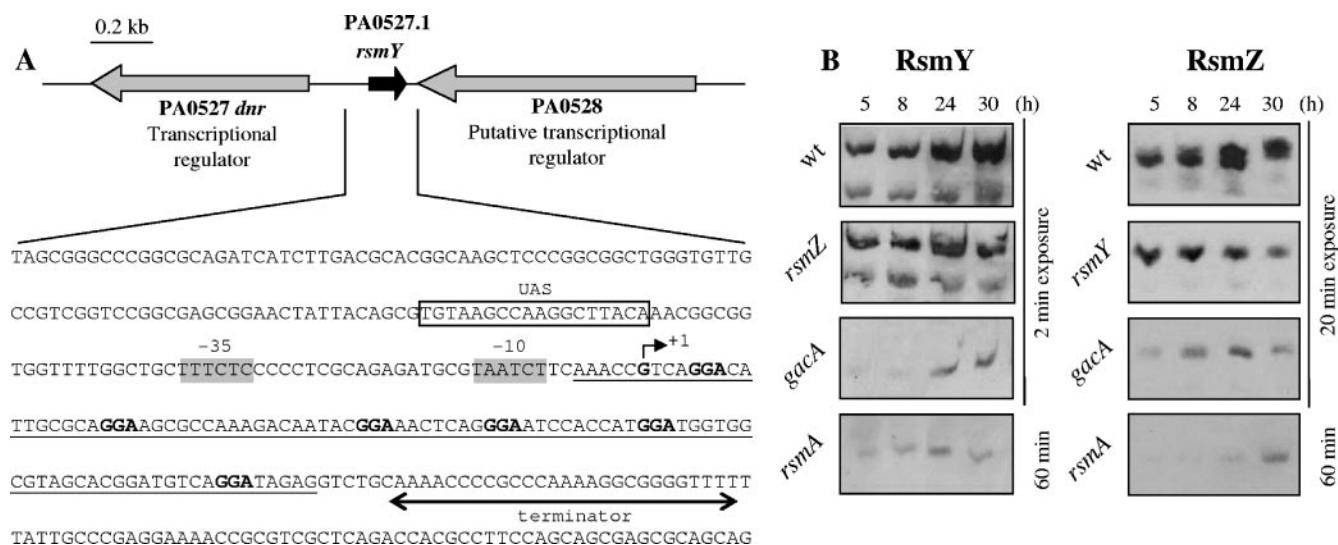 0.2 kb
PA0527.1
rsmY
A
PA0527 dnr
Transcriptional
regulator
PA0528
Putative transcriptional
regulator
TAGCGGGCCCGGCGCAGATCATCTTGACGCACGGCAAGCTCCCGGCGGCTGGGTGTTG
UAS
CCGTCGGTCCGGCGAGCGGAACTATTACAGCGTGTAAGCCAAGGCTTACAAACGGCGG
−35
−10
+1
TGGTTTTGGCTGCTTTCTCCCCCTCGCAGAGATGCGTAATCTTCAAACCGTCAGGACA
TTGCGCAGGAAGCGCCAAAGACAATACGGAAACTCAGGGAATCCACCATGGATGGTGG
CGTAGCACGGATGTCAGGATAGAGGTCTGCAAAACCCCGCCCAAAAGGCGGGGTTTTT
terminator
TATTGCCCGAGGAAAACCGCGTCGCTCAGACCACGCCTTCCAGCAGCGAGCGCAGCAG
B
RsmY
5 8 24 30 (h)
wt
rsmZ
gacA
rsmA
2 min exposure
60 min
RsmZ
5 8 24 30 (h)
wt
rsmY
gacA
rsmA
20 min exposure
60 min